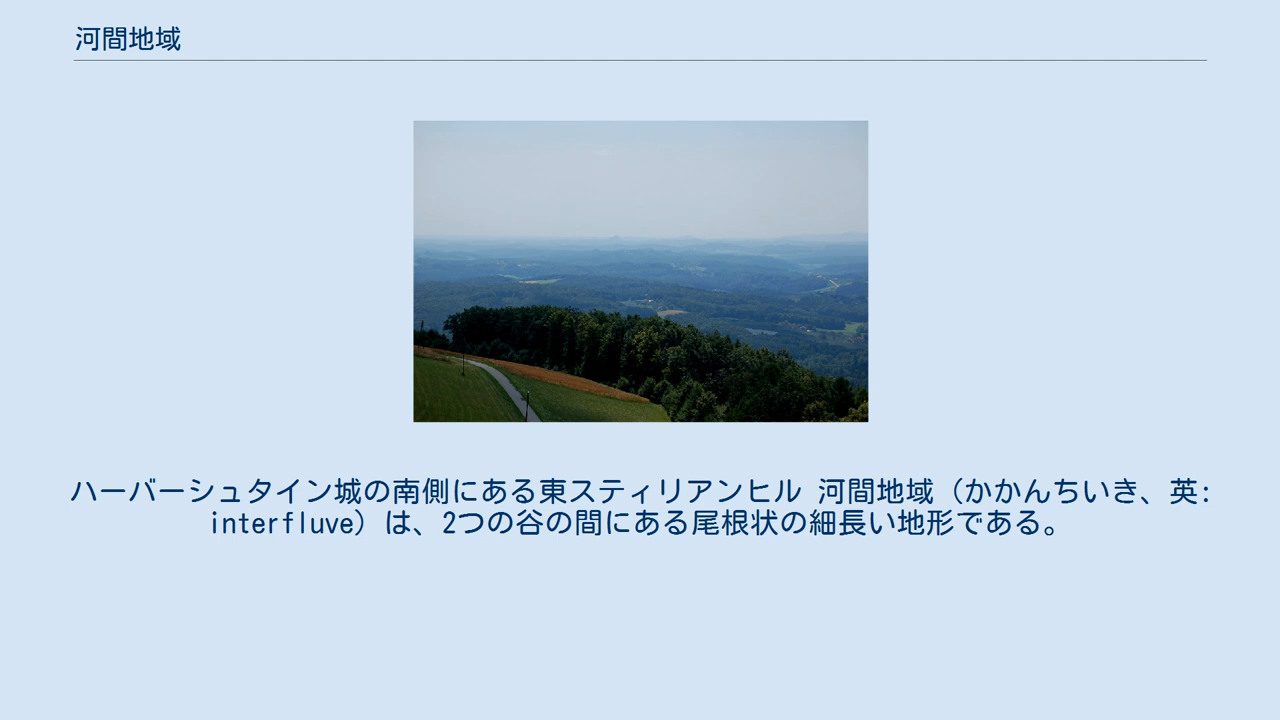 河間地域
ハーバーシュタイン城の南側にある東スティリアンヒル 河間地域（かかんちいき、英:
interfluve）は、2つの谷の間にある尾根状の細長い地形である。